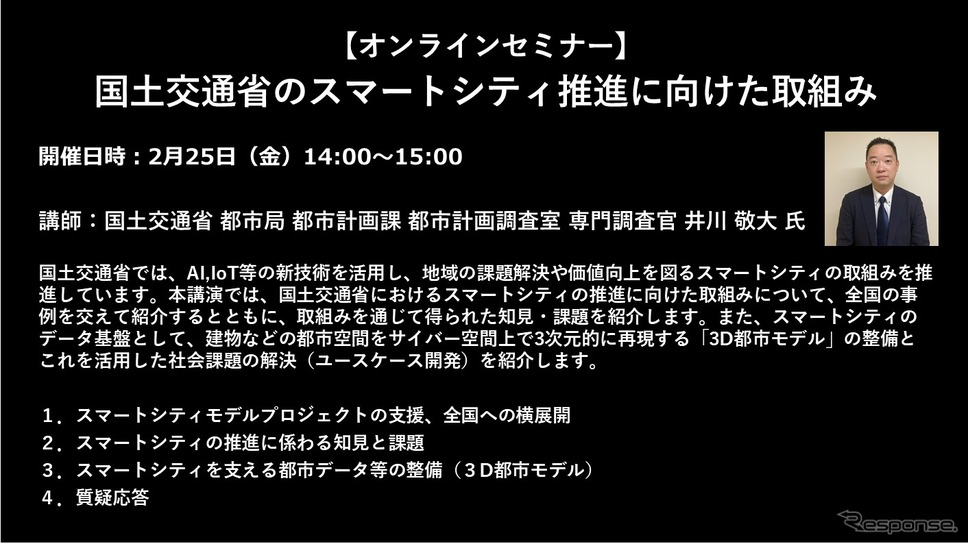 【オンラインセミナー】
国土交通省のスマートシティ推進に向けた取組み
開催日時：2月25日（金）14:00～15:00
講師：国土交通省 都市局 都市計画課 都市計画調査室 専門調査官 井川 敬大 氏
国土交通省では、AI,IoT等の新技術を活用し、地域の課題解決や価値向上を図るスマートシティの取組みを推
進しています。本講演では、国土交通省におけるスマートシティの推進に向けた取組みについて、全国の事
例を交えて紹介するとともに、取組みを通じて得られた知見・課題を紹介します。また、スマートシティの
データ基盤として、建物などの都市空間をサイバー空間上で3次元的に再現する「3D都市モデル」の整備と
これを活用した社会課題の解決（ユースケース開発）を紹介します。
１．スマートシティモデルプロジェクトの支援、全国への横展開
２．スマートシティの推進に係わる知見と課題
３．スマートシティを支える都市データ等の整備（３D都市モデル）
４．質疑応答
Response.